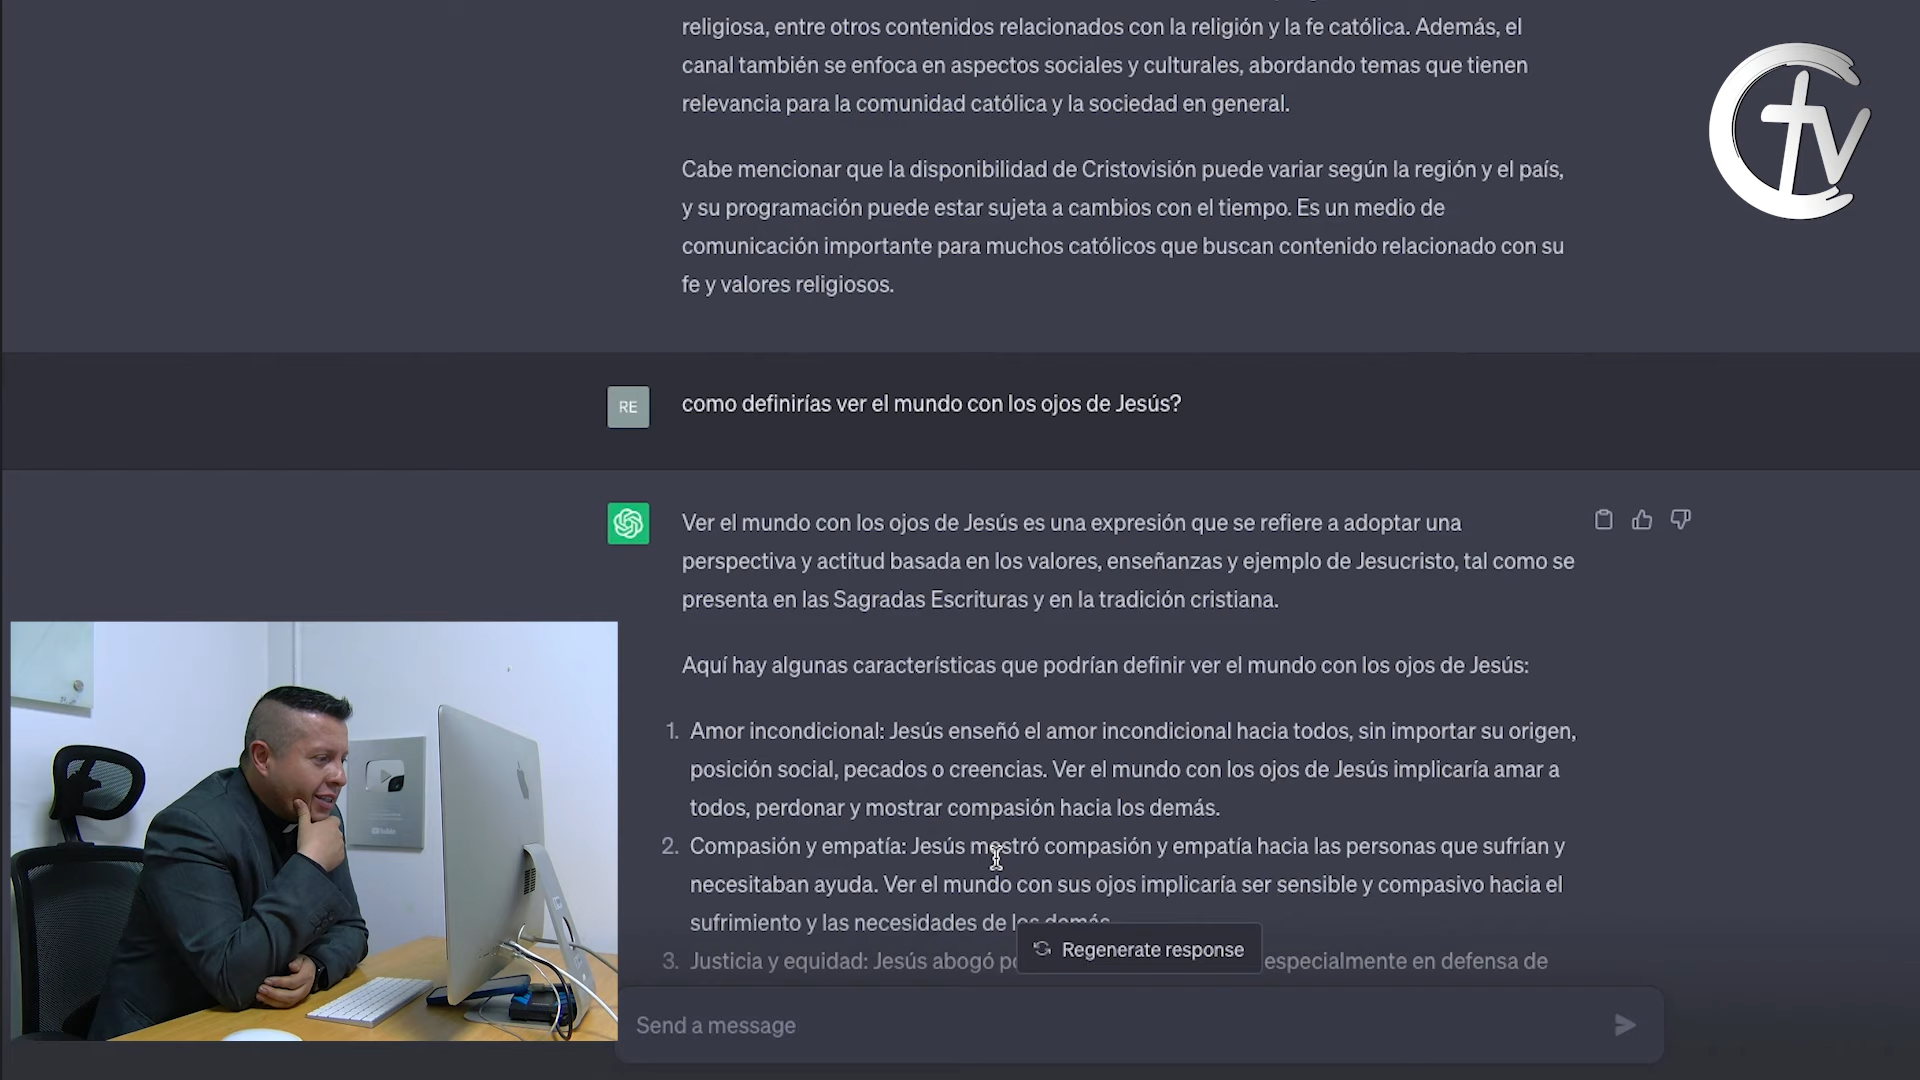 religiosa, entre otros contenidos relacionados con la religión y la fe católica. Además, el
canal también se enfoca en aspectos sociales y culturales, abordando temas que tienen
relevancia para la comunidad católica y la sociedad en general.
Cabe mencionar que la disponibilidad de Cristovisión puede variar según la región y el país,
y su programación puede estar sujeta a cambios con el tiempo. Es un medio de
comunicación importante para muchos católicos que buscan contenido relacionado con su
fe y valores religiosos.
RE
como definirías ver el mundo con los ojos de Jesús?
Ver el mundo con los ojos de Jesús es una expresión que se refiere a adoptar una
perspectiva y actitud basada en los valores, enseñanzas y ejemplo de Jesucristo, tal como se
presenta en las Sagradas Escrituras y en la tradición cristiana.
Aquí hay algunas características que podrían definir ver el mundo con los ojos de Jesús:
1. Amor incondicional: Jesús enseñó el amor incondicional hacia todos, sin importar su origen,
posición social, pecados o creencias. Ver el mundo con los ojos de Jesús implicaría amar a
todos, perdonar y mostrar compasión hacia los demás.
2. Compasión y empatía: Jesús mostró compasión y empatía hacia las personas que sufrían y
necesitaban ayuda. Ver el mundo con sus ojos implicaría ser sensible y compasivo hacia el
sufrimiento y las necesidades de los demás.
3. Justicia y equidad: Jesús abogó especialmente en defensa de
Regenerate response
Send a message